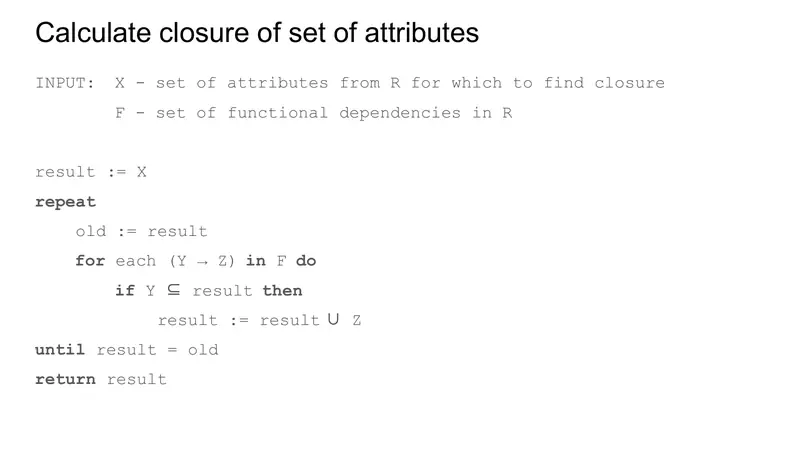 Calculate closure of set of attributes
INPUT: X - set of attributes from R for which to find closure
F - set of functional dependencies in R
result := X
repeat
old := result
for each (Y → Z) in F do
if Y ⊆ result then
result := result ∪ Z
until result = old
return result